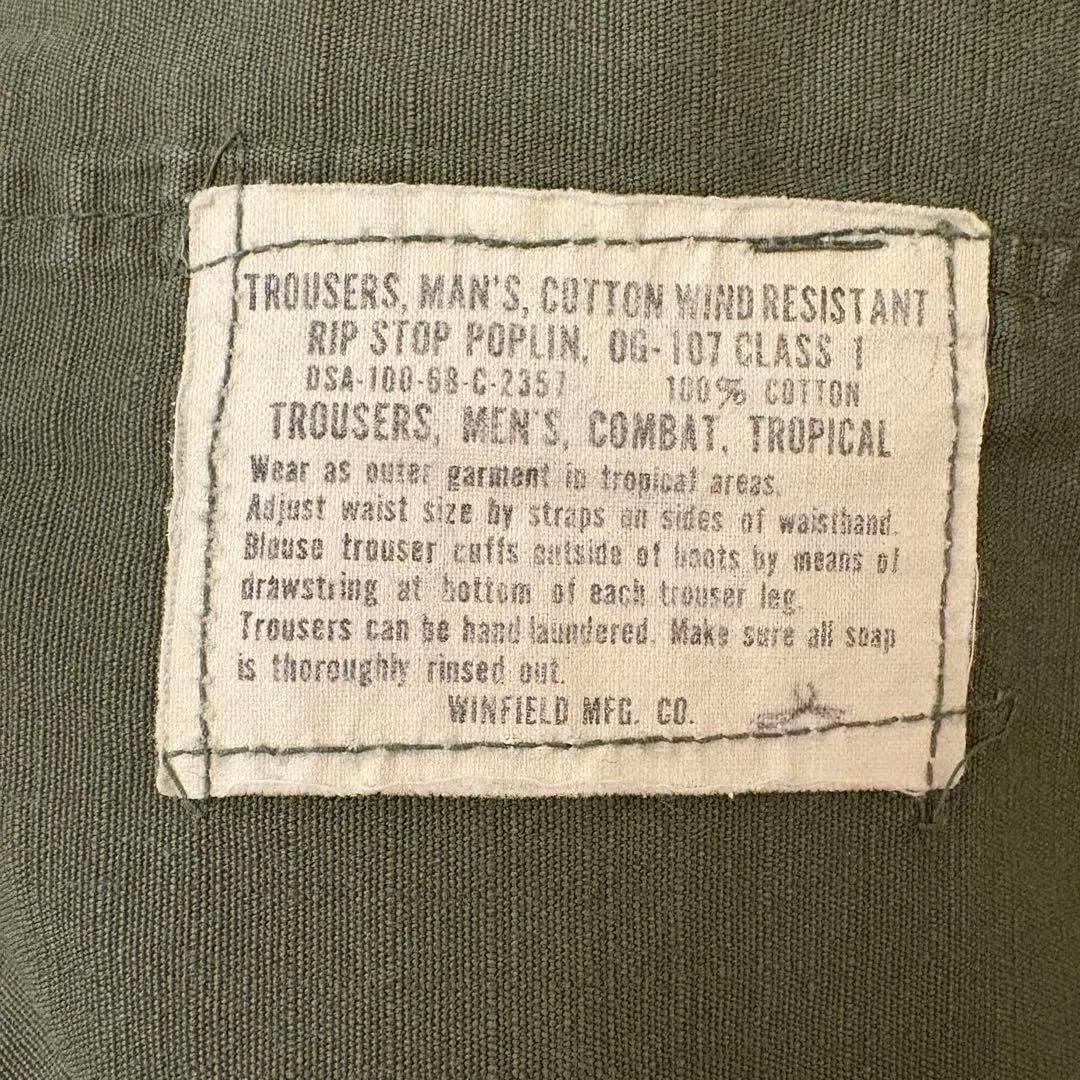 TROUSERS, MAN'S, COTTON WIND RESISTANT
RIP STOP POPLIN, OG-107 CLASS 1
DSA-100-68-C-2357 100% COTTON
TROUSERS, MEN'S, COMBAT, TROPICAL
Wear as outer garment in tropical areas.
Adjust waist size by straps on sides of waistband.
Blouse trouser cuffs outside of boots by means of
drawstring at bottom of each trouser leg.
Trousers can be hand laundered. Make sure all soap
is thoroughly rinsed out.
WINFIELD MFG. CO.